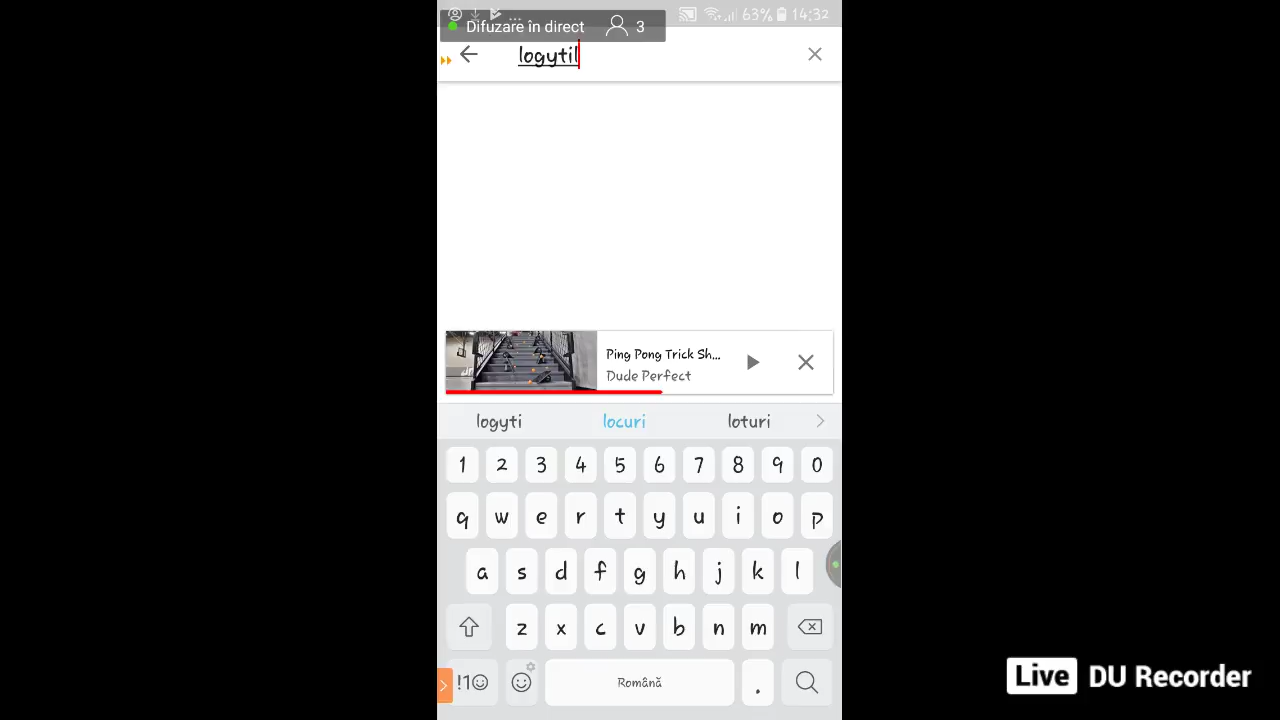 63% 14:32
Difuzare în direct 3
logytil
Ping Pong Trick Sh...
Dude Perfect
logyti locuri loturi
1 2 3 4 5 6 7 8 9 0
q w e r t y u i o p
a s d f g h j k l
z x c v b n m
!1☺ Română .
Live DU Recorder